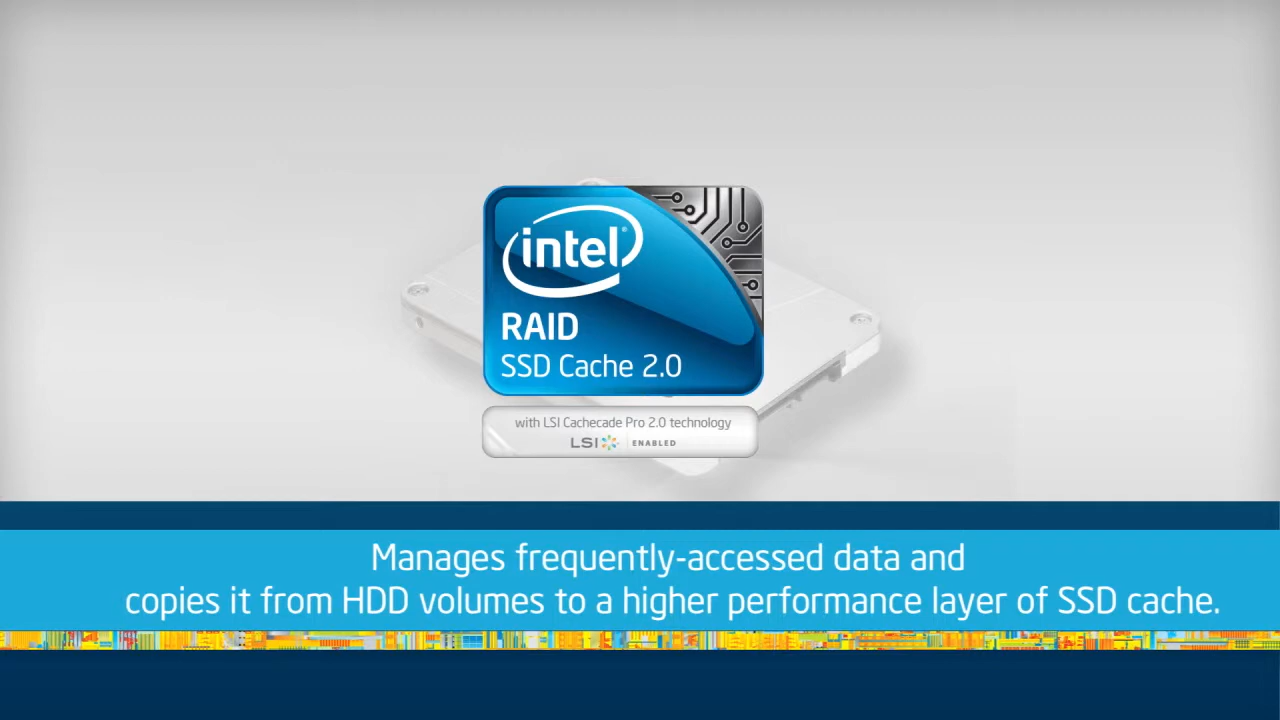 intel
RAID
SSD Cache 2.0
with LSI Cachecade Pro 2.0 technology
LSI ENABLED
Manages frequently-accessed data and
copies it from HDD volumes to a higher performance layer of SSD cache.